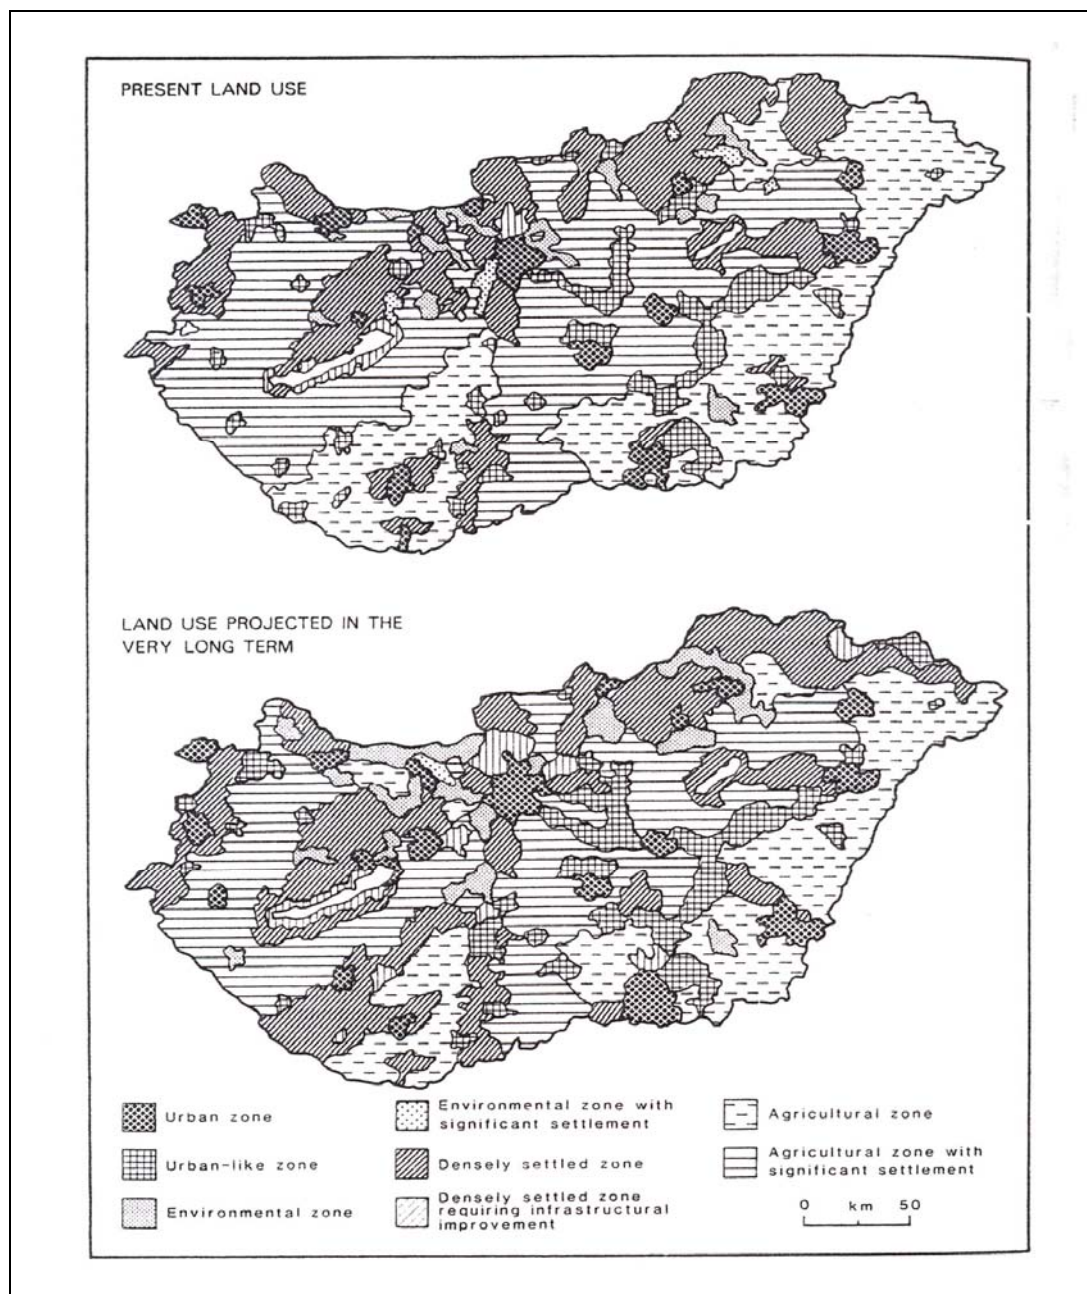 PRESENT LAND USE
LAND USE PROJECTED IN THE
VERY LONG TERM
Urban zone
Urban-like zone
Environmental zone
Environmental zone with
significant settlement
Densely settled zone
Densely settled zone
requiring infrastructural
improvement
Agricultural zone
Agricultural zone with
significant settlement
0 km 50